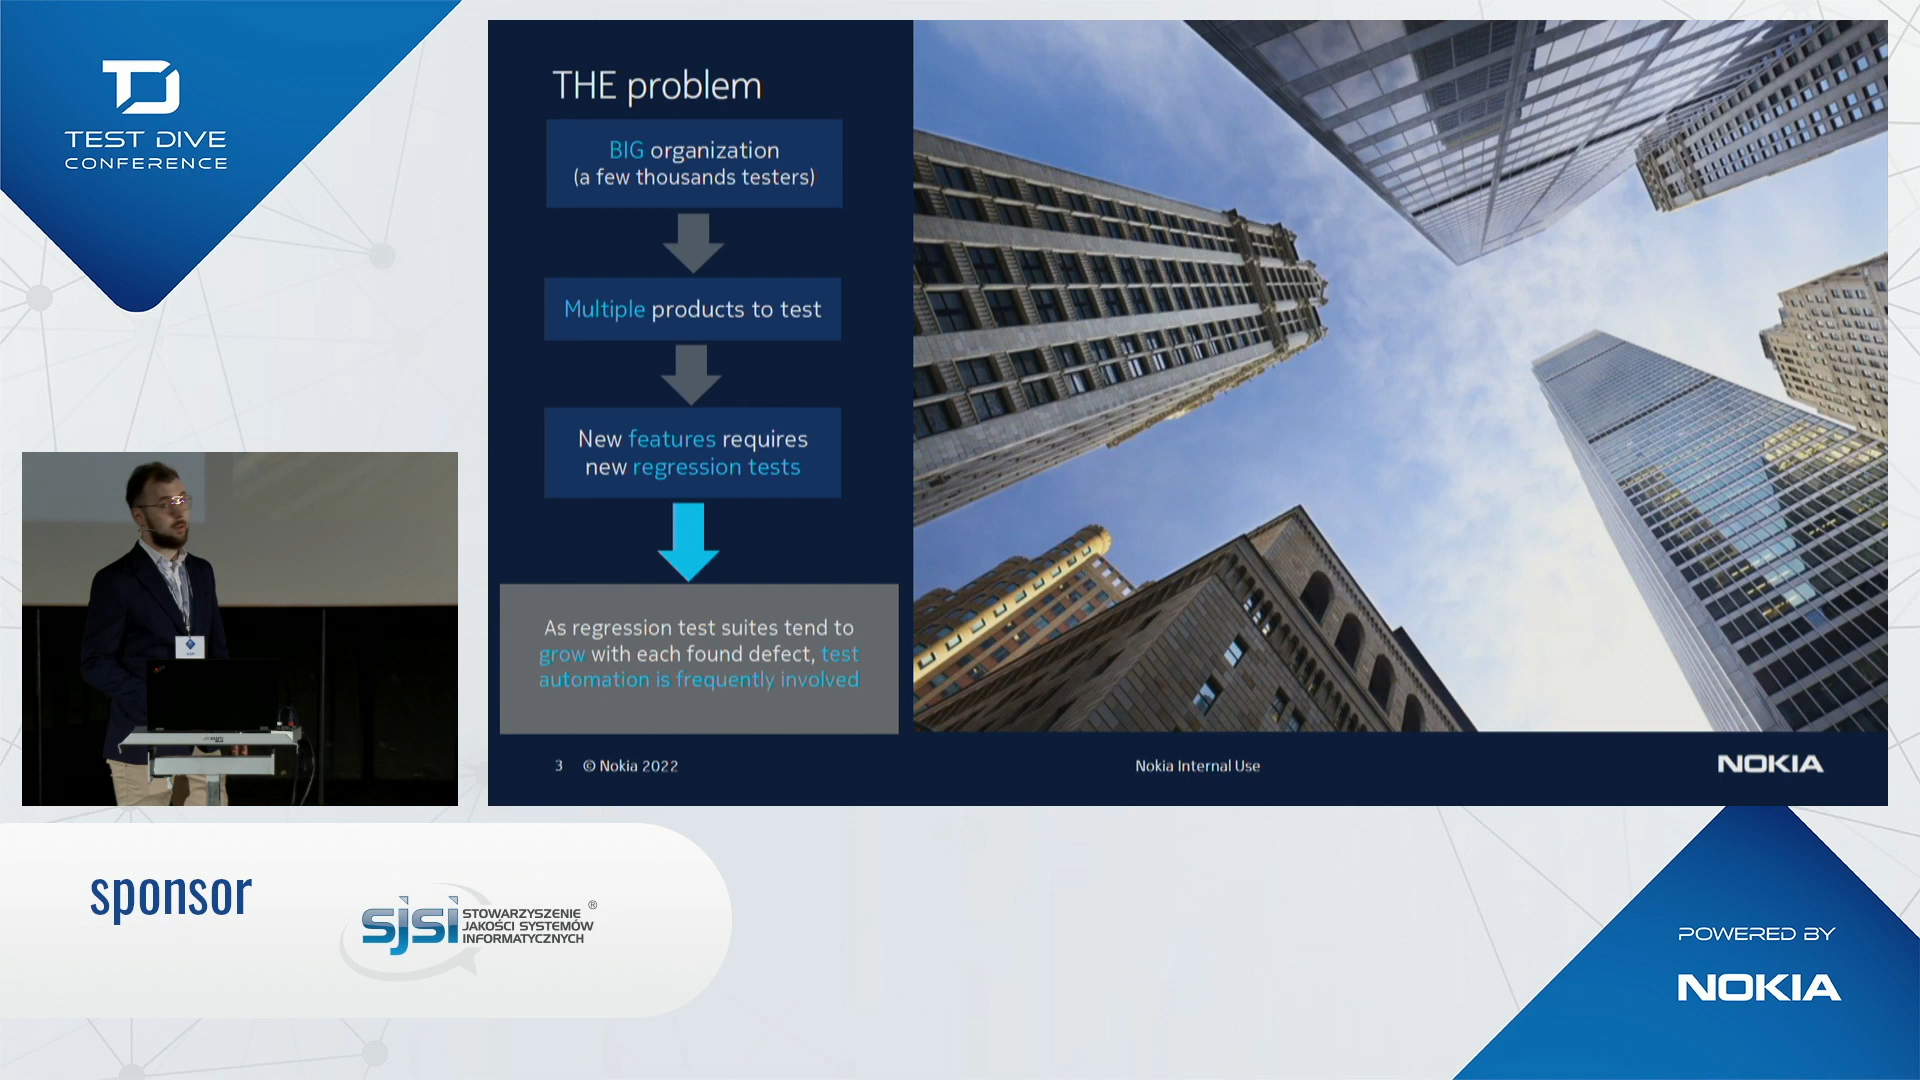 TEST DIVE
CONFERENCE
THE problem
BIG organization
(a few thousands testers)
Multiple products to test
New features requires
new regression tests
As regression test suites tend to
grow with each found defect, test
automation is frequently involved
3 © Nokia 2022
Nokia Internal Use
NOKIA
sponsor
sjsi
STOWARZYSZENIE ®
JAKOŚCI SYSTEMÓW
INFORMATYCZNYCH
POWERED BY
NOKIA